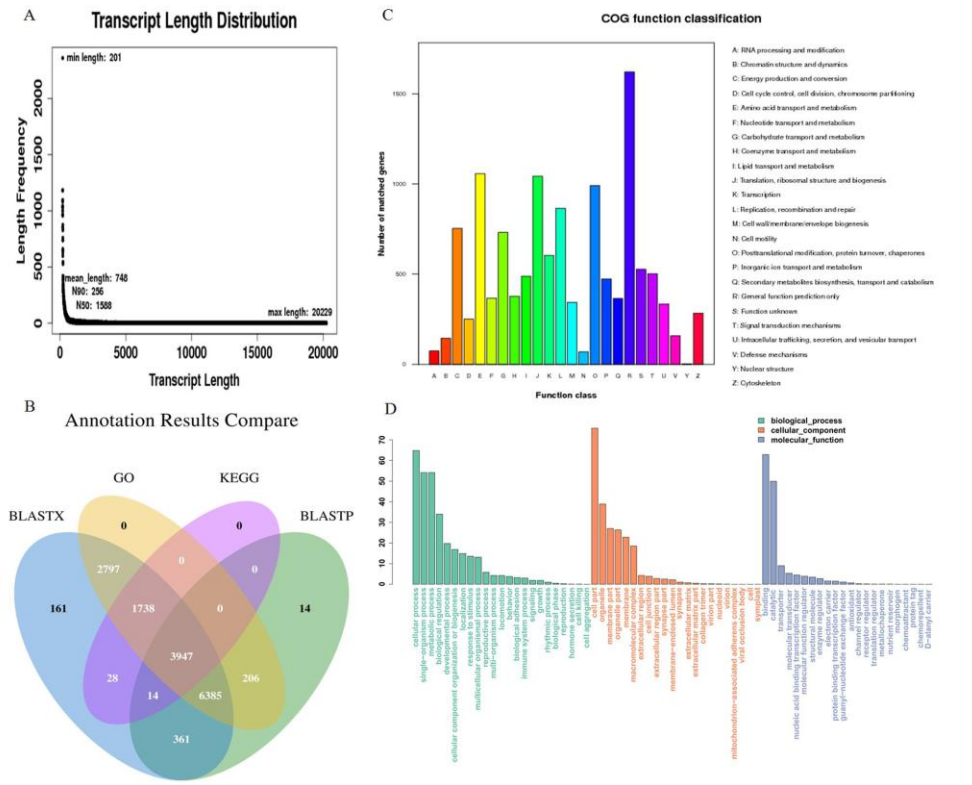 A
Transcript Length Distribution
min length: 201
Length Frequency
2000
1500
1000
500
0
mean_length: 748
N90: 256
N50: 1588
max length: 20229
0 5000 10000 15000 20000
Transcript Length
C
COG function classification
Number of matched genes
1500
1000
500
0
A B C D E F G H I J K L M N O P Q R S T U V Y Z
Function class
A: RNA processing and modification
B: Chromatin structure and dynamics
C: Energy production and conversion
D: Cell cycle control, cell division, chromosome partitioning
E: Amino acid transport and metabolism
F: Nucleotide transport and metabolism
G: Carbohydrate transport and metabolism
H: Coenzyme transport and metabolism
I: Lipid transport and metabolism
J: Translation, ribosomal structure and biogenesis
K: Transcription
L: Replication, recombination and repair
M: Cell wall/membrane/envelope biogenesis
N: Cell motility
O: Posttranslational modification, protein turnover, chaperones
P: Inorganic ion transport and metabolism
Q: Secondary metabolites biosynthesis, transport and catabolism
R: General function prediction only
S: Function unknown
T: Signal transduction mechanisms
U: Intracellular trafficking, secretion, and vesicular transport
V: Defense mechanisms
Y: Nuclear structure
Z: Cytoskeleton
B
Annotation Results Compare
GO
KEGG
BLASTX
BLASTP
0
0
2797
0
0
161
1738
0
14
3947
28
206
14
6385
361
D
biological_process
cellular_component
molecular_function
70
60
50
40
30
20
10
0
cellular process
single-organism process
metabolic process
biological regulation
developmental process
cellular component organization or biogenesis
localization
response to stimulus
multicellular organismal process
reproductive process
multi-organism process
locomotion
behavior
biological adhesion
immune system process
signaling
growth
rhythmic process
biological phase
reproduction
hormone secretion
cell killing
cell aggregation
cell part
organelle
membrane part
organelle part
membrane
macromolecular complex
extracellular region
cell junction
extracellular region part
synapse part
membrane-enclosed lumen
synapse
extracellular matrix
extracellular matrix part
collagen trimer
virion part
nucleoid
virion
mitochondrion-associated adherens complex
viral occlusion body
cell
symplast
binding
catalytic
transporter
molecular transducer
nucleic acid binding transcription factor
molecular function regulator
structural molecule
enzyme regulator
electron carrier
protein binding transcription factor
guanyl-nucleotide exchange factor
antioxidant
channel regulator
receptor regulator
translation regulator
metallochaperone
nutrient reservoir
morphogen
chemoattractant
protein tag
chemorepellent
D-alanyl carrier